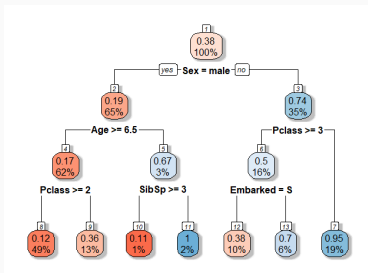 1
0.38
100%
yes Sex = male no
2 3
0.19 0.74
65% 35%
Age >= 6.5 Pclass >= 3
4 5 6
0.17 0.67 0.5
62% 3% 16%
Pclass >= 2 SibSp >= 3 Embarked = S
8 9 10 11 12 13 7
0.12 0.36 0.11 1 0.38 0.7 0.95
49% 13% 1% 2% 10% 6% 19%